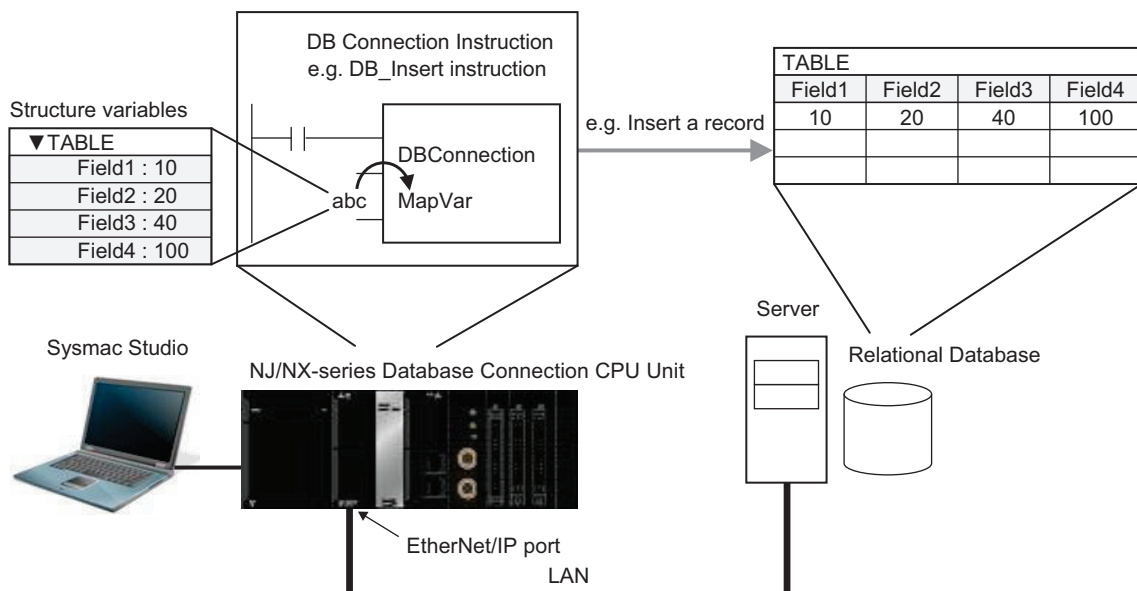 DB Connection Instruction
e.g. DB_Insert instruction
Structure variables
▼TABLE
Field1 : 10
Field2 : 20
Field3 : 40
Field4 : 100
DBConnection
abc
MapVar
e.g. Insert a record
TABLE
Field1 Field2 Field3 Field4
10 20 40 100
Sysmac Studio
NJ/NX-series Database Connection CPU Unit
Server
Relational Database
EtherNet/IP port
LAN